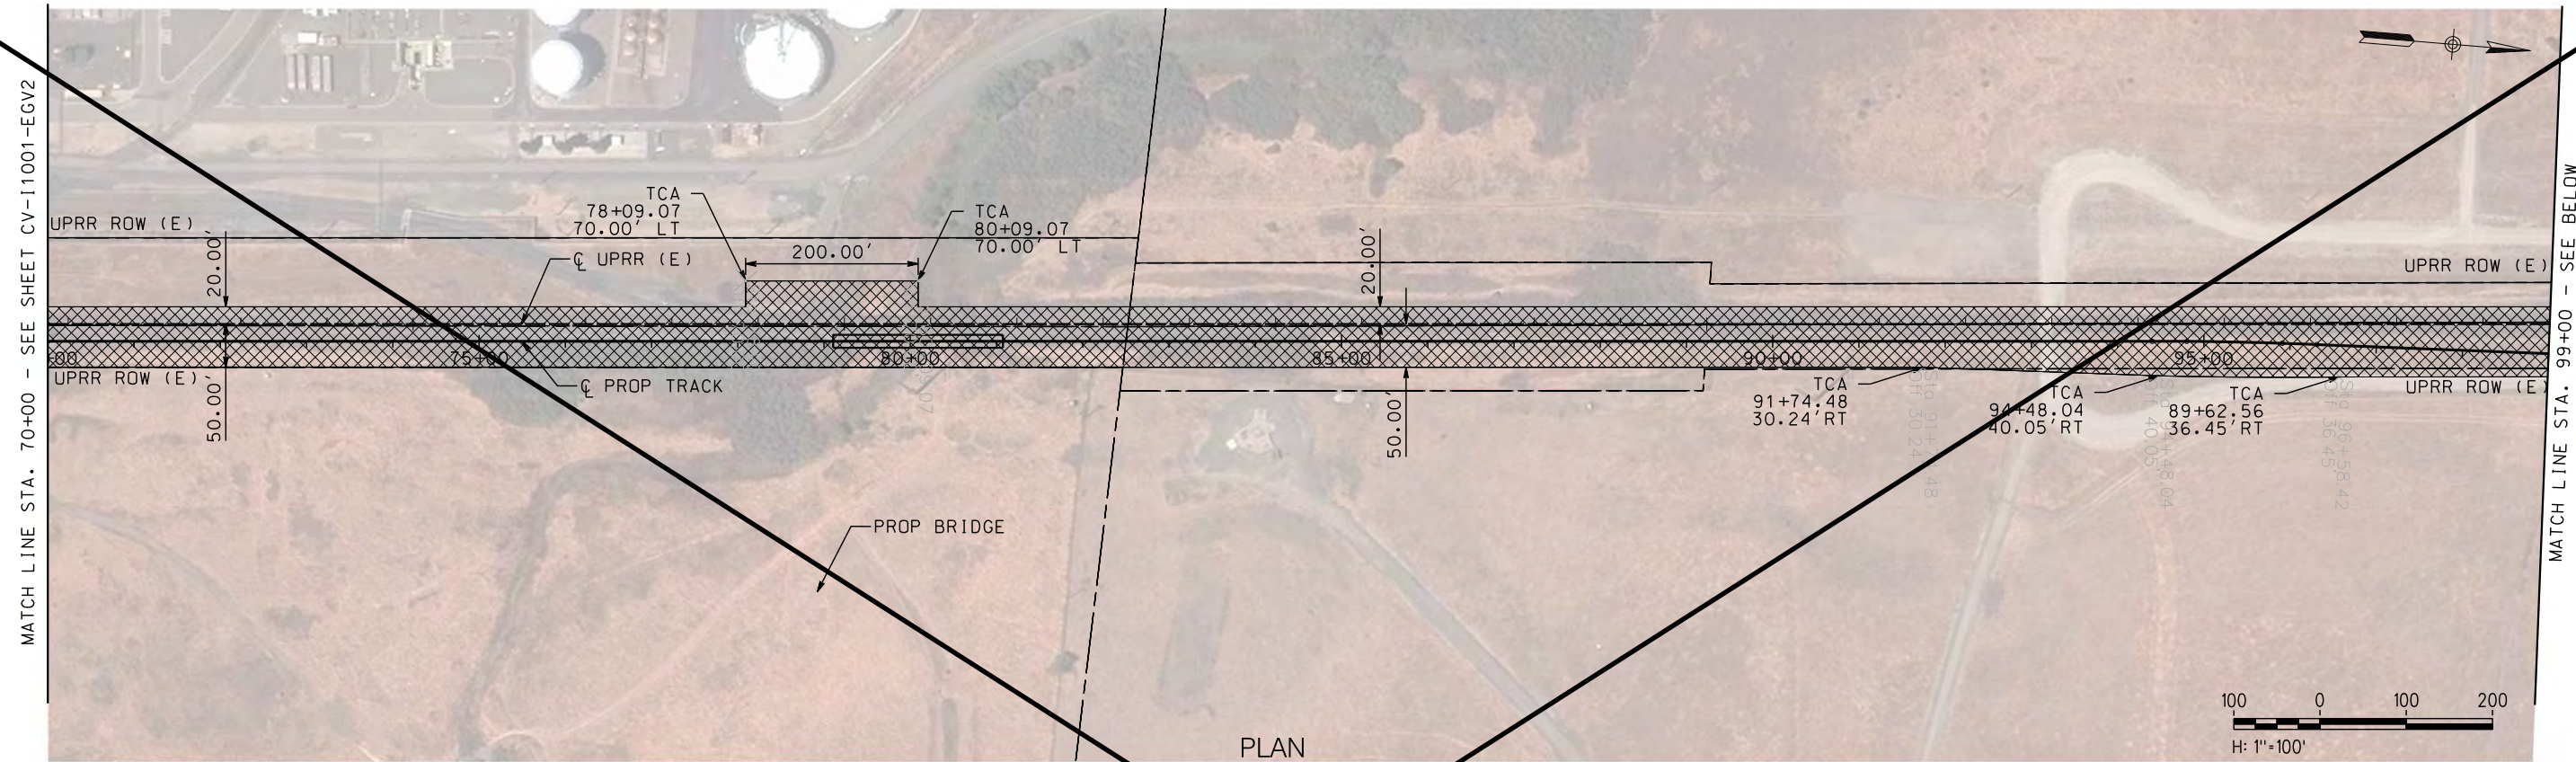 MATCH LINE STA. 70+00 - SEE SHEET CV-I1001-EGV2
UPRR ROW (E)
20.00'
TCA
78+09.07
70.00' LT
200.00'
TCA
80+09.07
70.00' LT
℄ UPRR (E)
20.00'
UPRR ROW (E)
+00
75+00
80+00
85+00
90+00
95+00
UPRR ROW (E)
50.00'
℄ PROP TRACK
50.00'
TCA
91+74.48
30.24'RT
TCA
94+48.04
40.05'RT
TCA
89+62.56
36.45'RT
UPRR ROW (E)
Sta 96+58.42
PROP BRIDGE
MATCH LINE STA. 99+00 - SEE BELOW
100 0 100 200
H: 1"=100'
PLAN